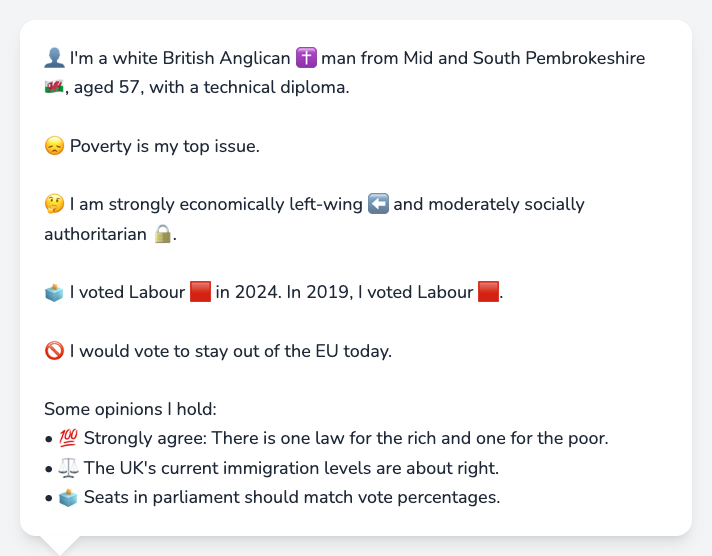 👤 I'm a white British Anglican ✝️ man from Mid and South Pembrokeshire
🏴󠁧󠁢󠁷󠁬󠁳󠁿, aged 57, with a technical diploma.
😞 Poverty is my top issue.
🤔 I am strongly economically left-wing ⬅️ and moderately socially
authoritarian 🔒.
🗳️ I voted Labour 🟥 in 2024. In 2019, I voted Labour 🟥.
🚫 I would vote to stay out of the EU today.
Some opinions I hold:
• 💯 Strongly agree: There is one law for the rich and one for the poor.
• ⚖️ The UK's current immigration levels are about right.
• 🗳️ Seats in parliament should match vote percentages.